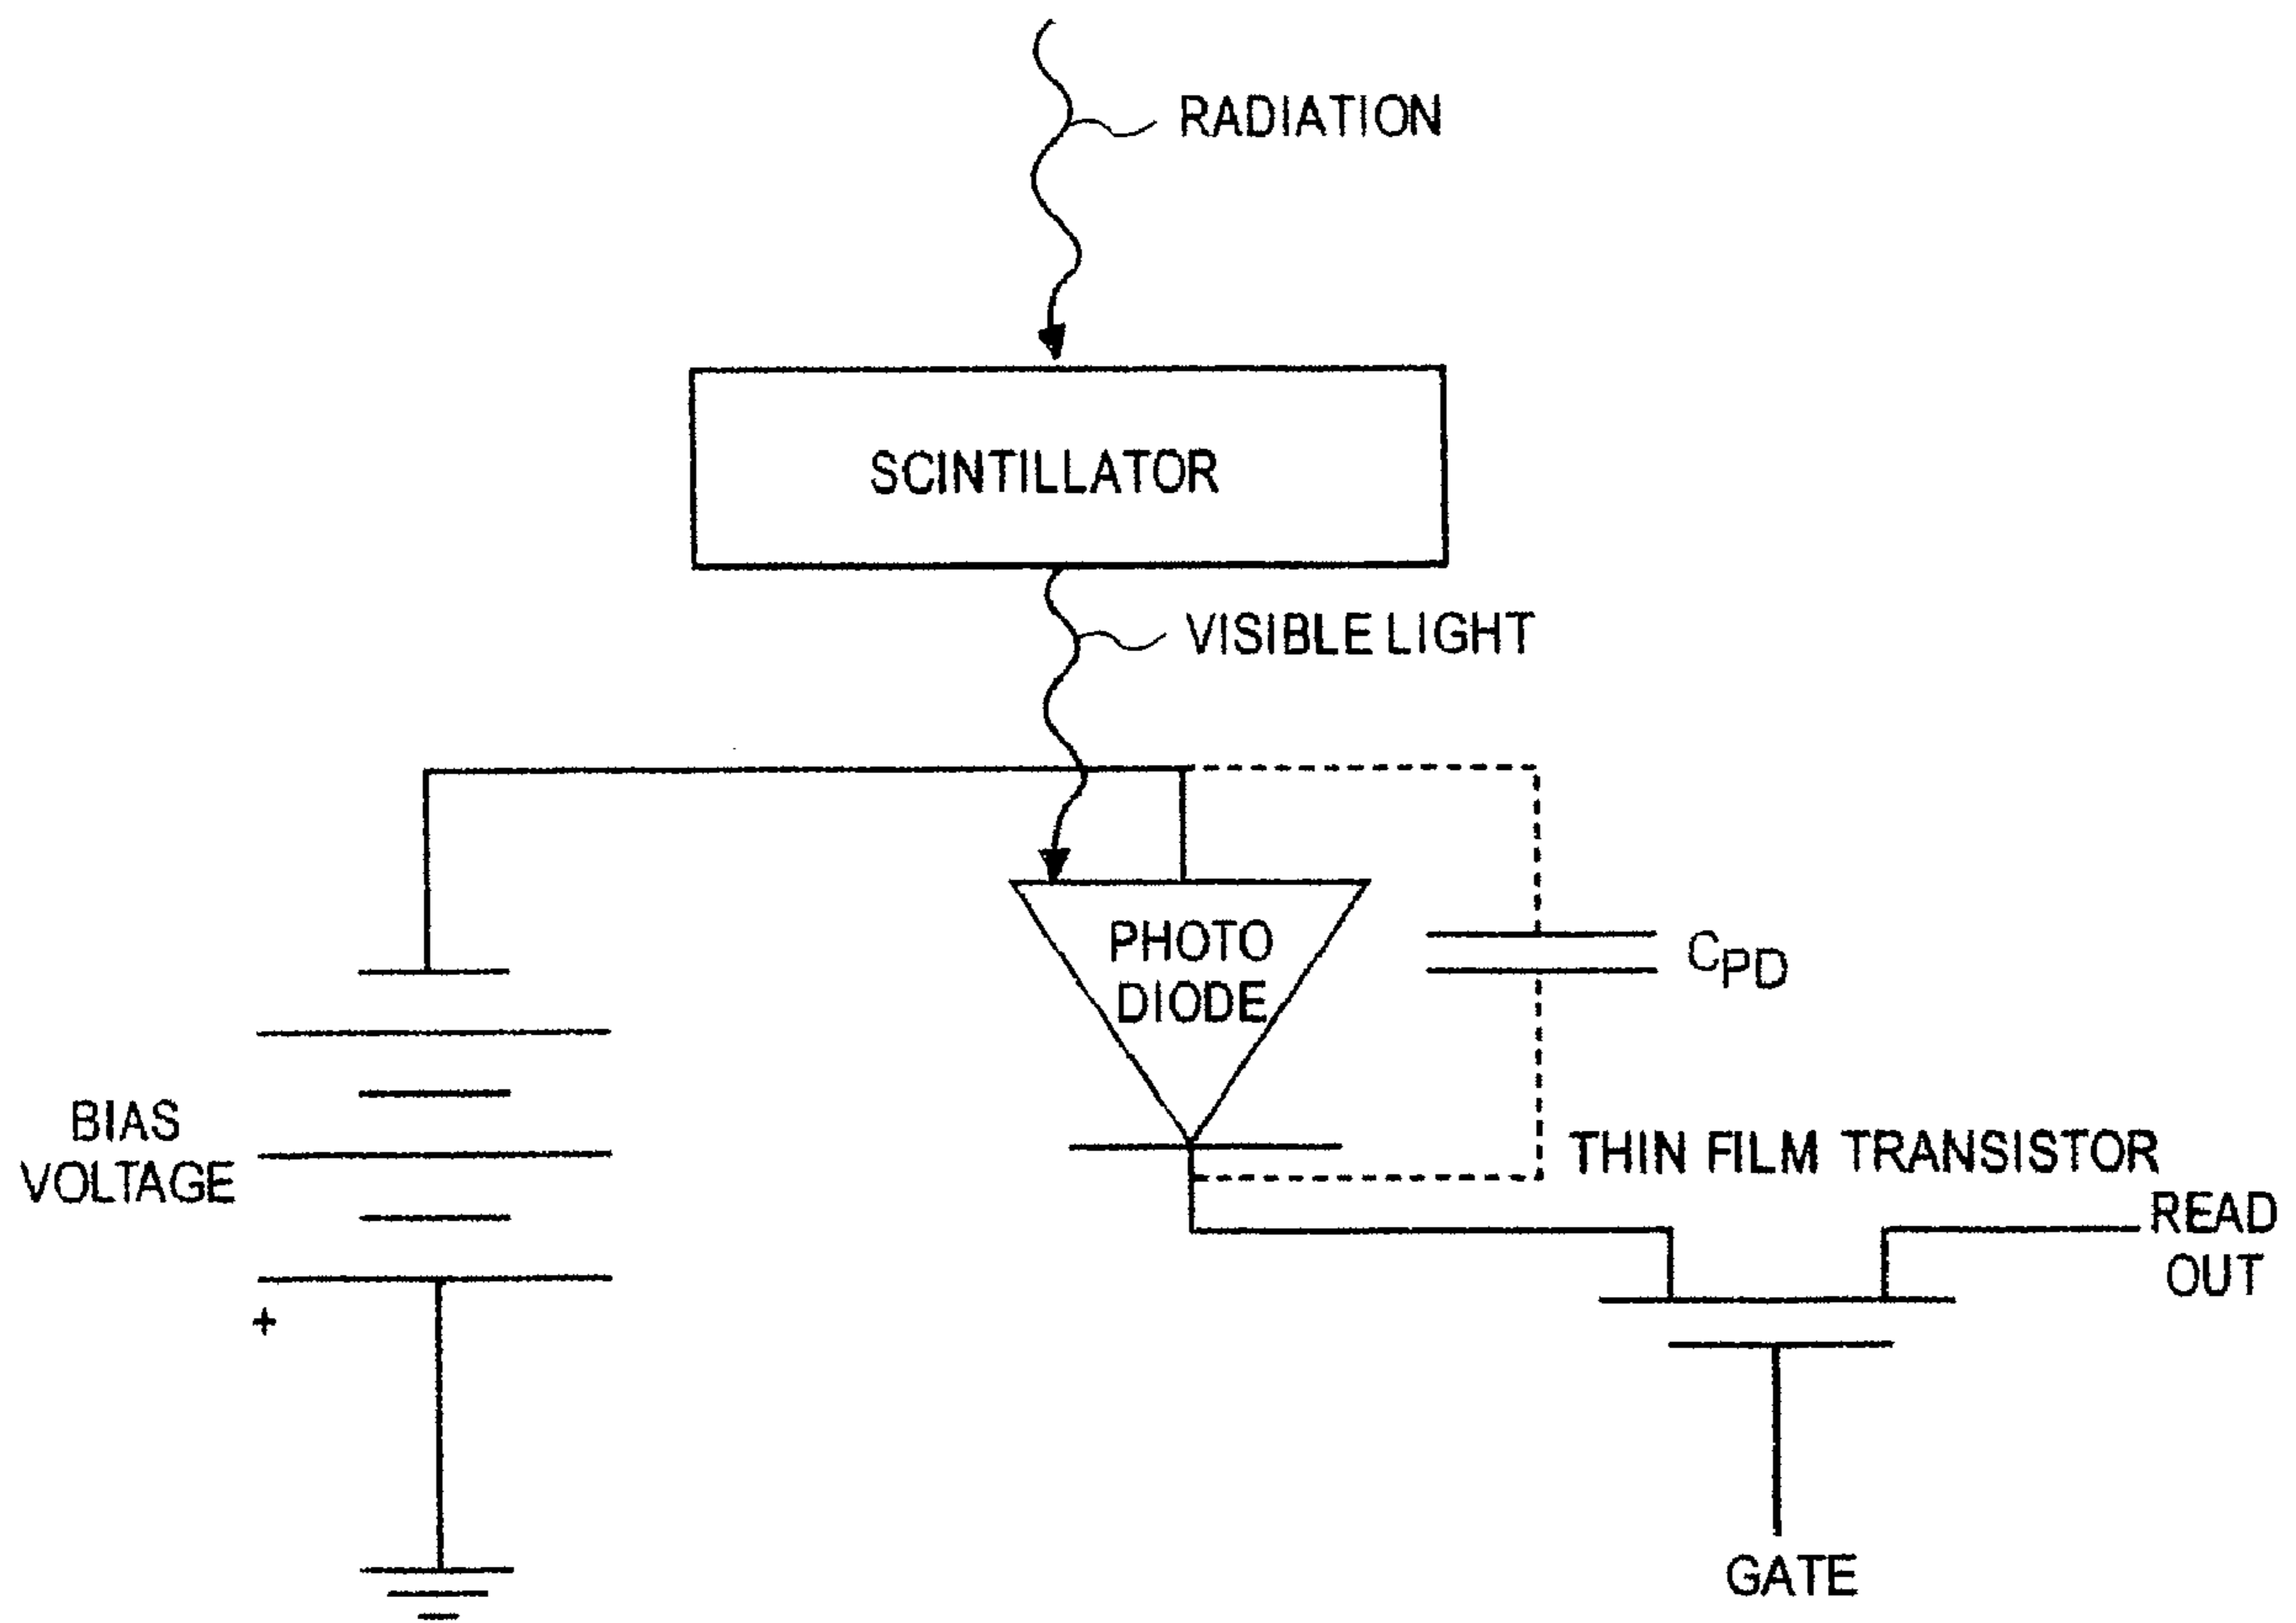 RADIATION
SCINTILLATOR
VISIBLE LIGHT
PHOTO
DIODE
CPD
BIAS
VOLTAGE
+
THIN FILM TRANSISTOR
READ
OUT
GATE